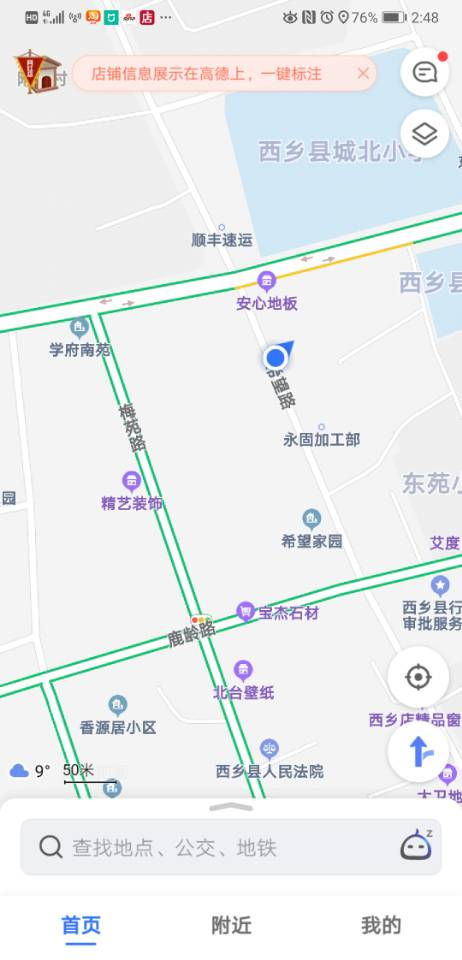 HD 4G 76% 2:48
店铺信息展示在高德上，一键标注
村
西乡县城北小
顺丰速运
西乡县
安心地板
学府南苑
希望路
梅苑路
永固加工部
东苑小
精艺装饰
园
希望家园
艾度
西乡县行
审批服务
宝杰石材
鹿龄路
北台壁纸
香源居小区
西乡店精品窗
西乡县人民法院
9° 50米
大卫地
查找地点、公交、地铁
z
首页 附近 我的